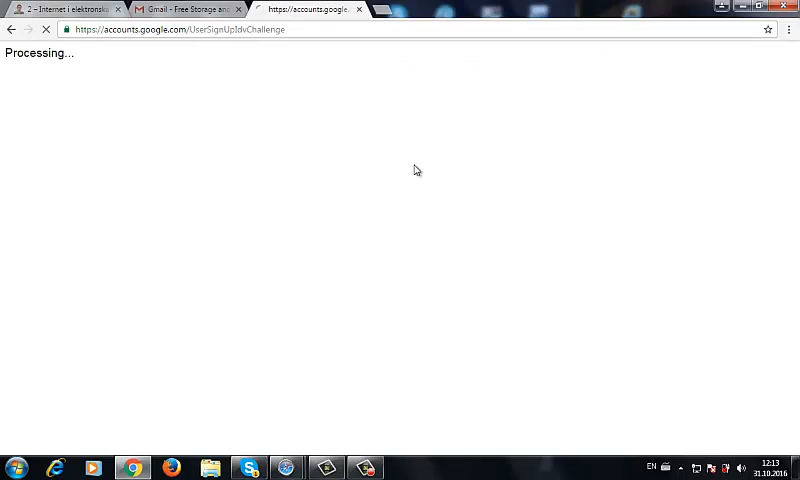 2 – Internet i elektronska
Gmail - Free Storage and
https://accounts.google.
https://accounts.google.com/UserSignUpIdvChallenge
Processing...
EN
12:13
31.10.2016